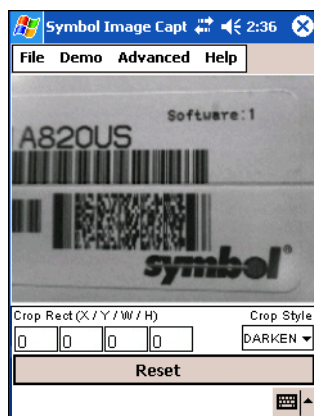 Symbol Image Capt 2:36
File Demo Advanced Help
Software:1
1A820US
symbol®
Crop Rect (X / Y / W / H) Crop Style
0 0 0 0 DARKEN
Reset